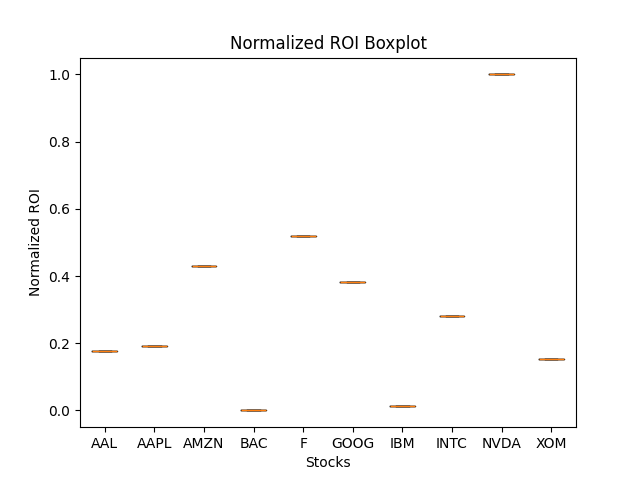 Normalized ROI Boxplot
1.0
0.8
0.6
0.4
0.2
0.0
Normalized ROI
AAL AAPL AMZN BAC F GOOG IBM INTC NVDA XOM
Stocks